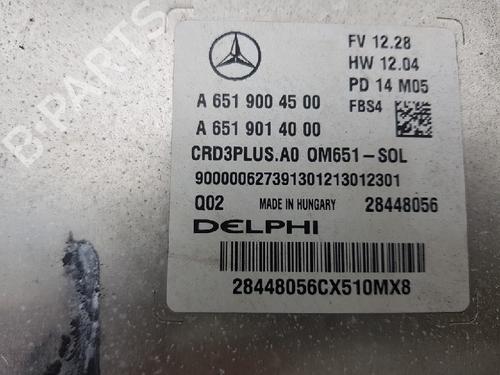 FV 12.28
HW 12.04
PD 14 M05
FBS4
A 651 900 45 00
A 651 901 40 00
CRD3PLUS.A0 OM651-SOL
900000627391301213012301
Q02 MADE IN HUNGARY 28448056
DELPHI
28448056CX510MX8
B-PARTS